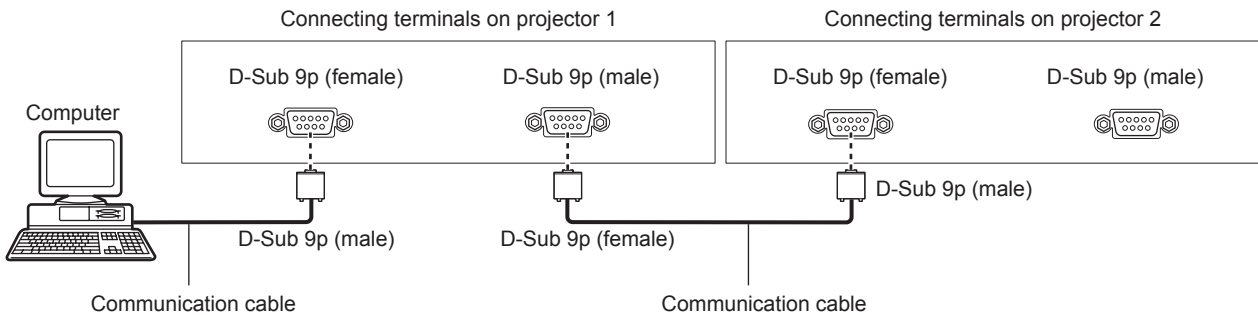 Connecting terminals on projector 1
Connecting terminals on projector 2
D-Sub 9p (female)
D-Sub 9p (male)
D-Sub 9p (female)
D-Sub 9p (male)
Computer
D-Sub 9p (male)
D-Sub 9p (male)
D-Sub 9p (female)
Communication cable
Communication cable